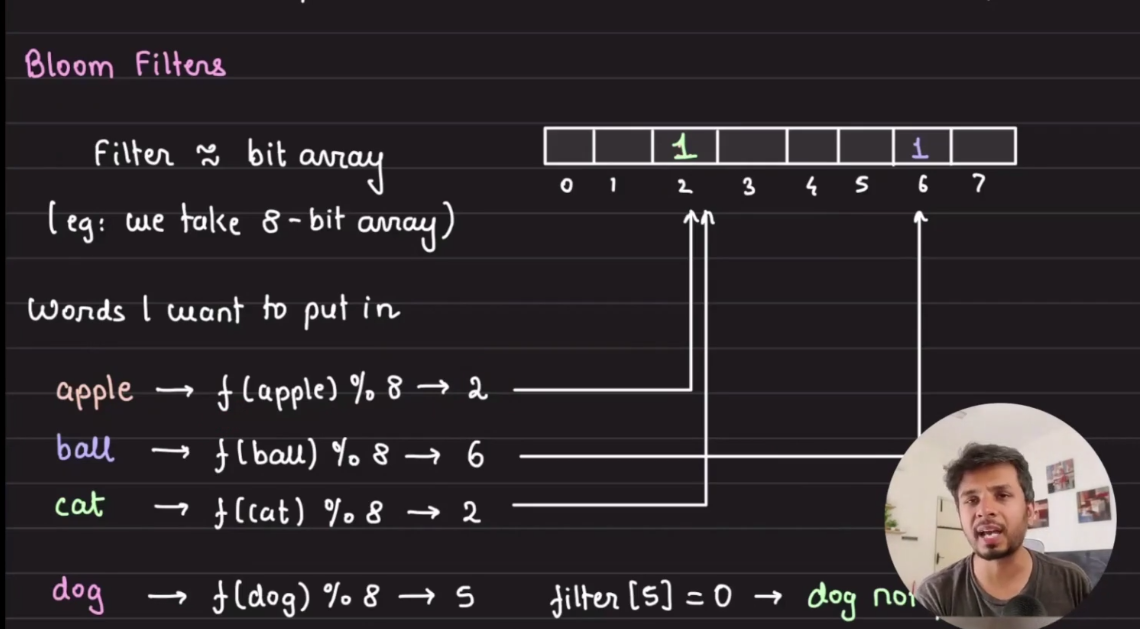 Bloom Filters
Filter ≈ bit array
(eg: we take 8-bit array)
1 1
0 1 2 3 4 5 6 7
Words I want to put in
apple → f(apple) % 8 → 2
ball → f(ball) % 8 → 6
cat → f(cat) % 8 → 2
dog → f(dog) % 8 → 5 filter[5] = 0 → dog not